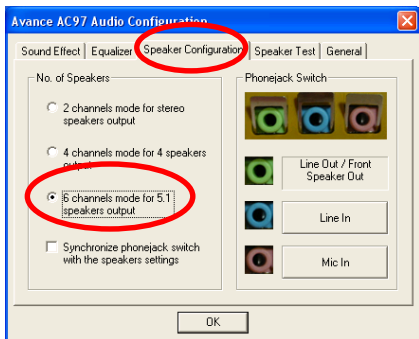 Avance AC97 Audio Configuration
Sound Effect
Equalizer
Speaker Configuration
Speaker Test
General
No. of Speakers
2 channels mode for stereo
speakers output
4 channels mode for 4 speakers
output
6 channels mode for 5.1
speakers output
Synchronize phonejack switch
with the speakers settings
Phonejack Switch
Line Out / Front
Speaker Out
Line In
Mic In
OK